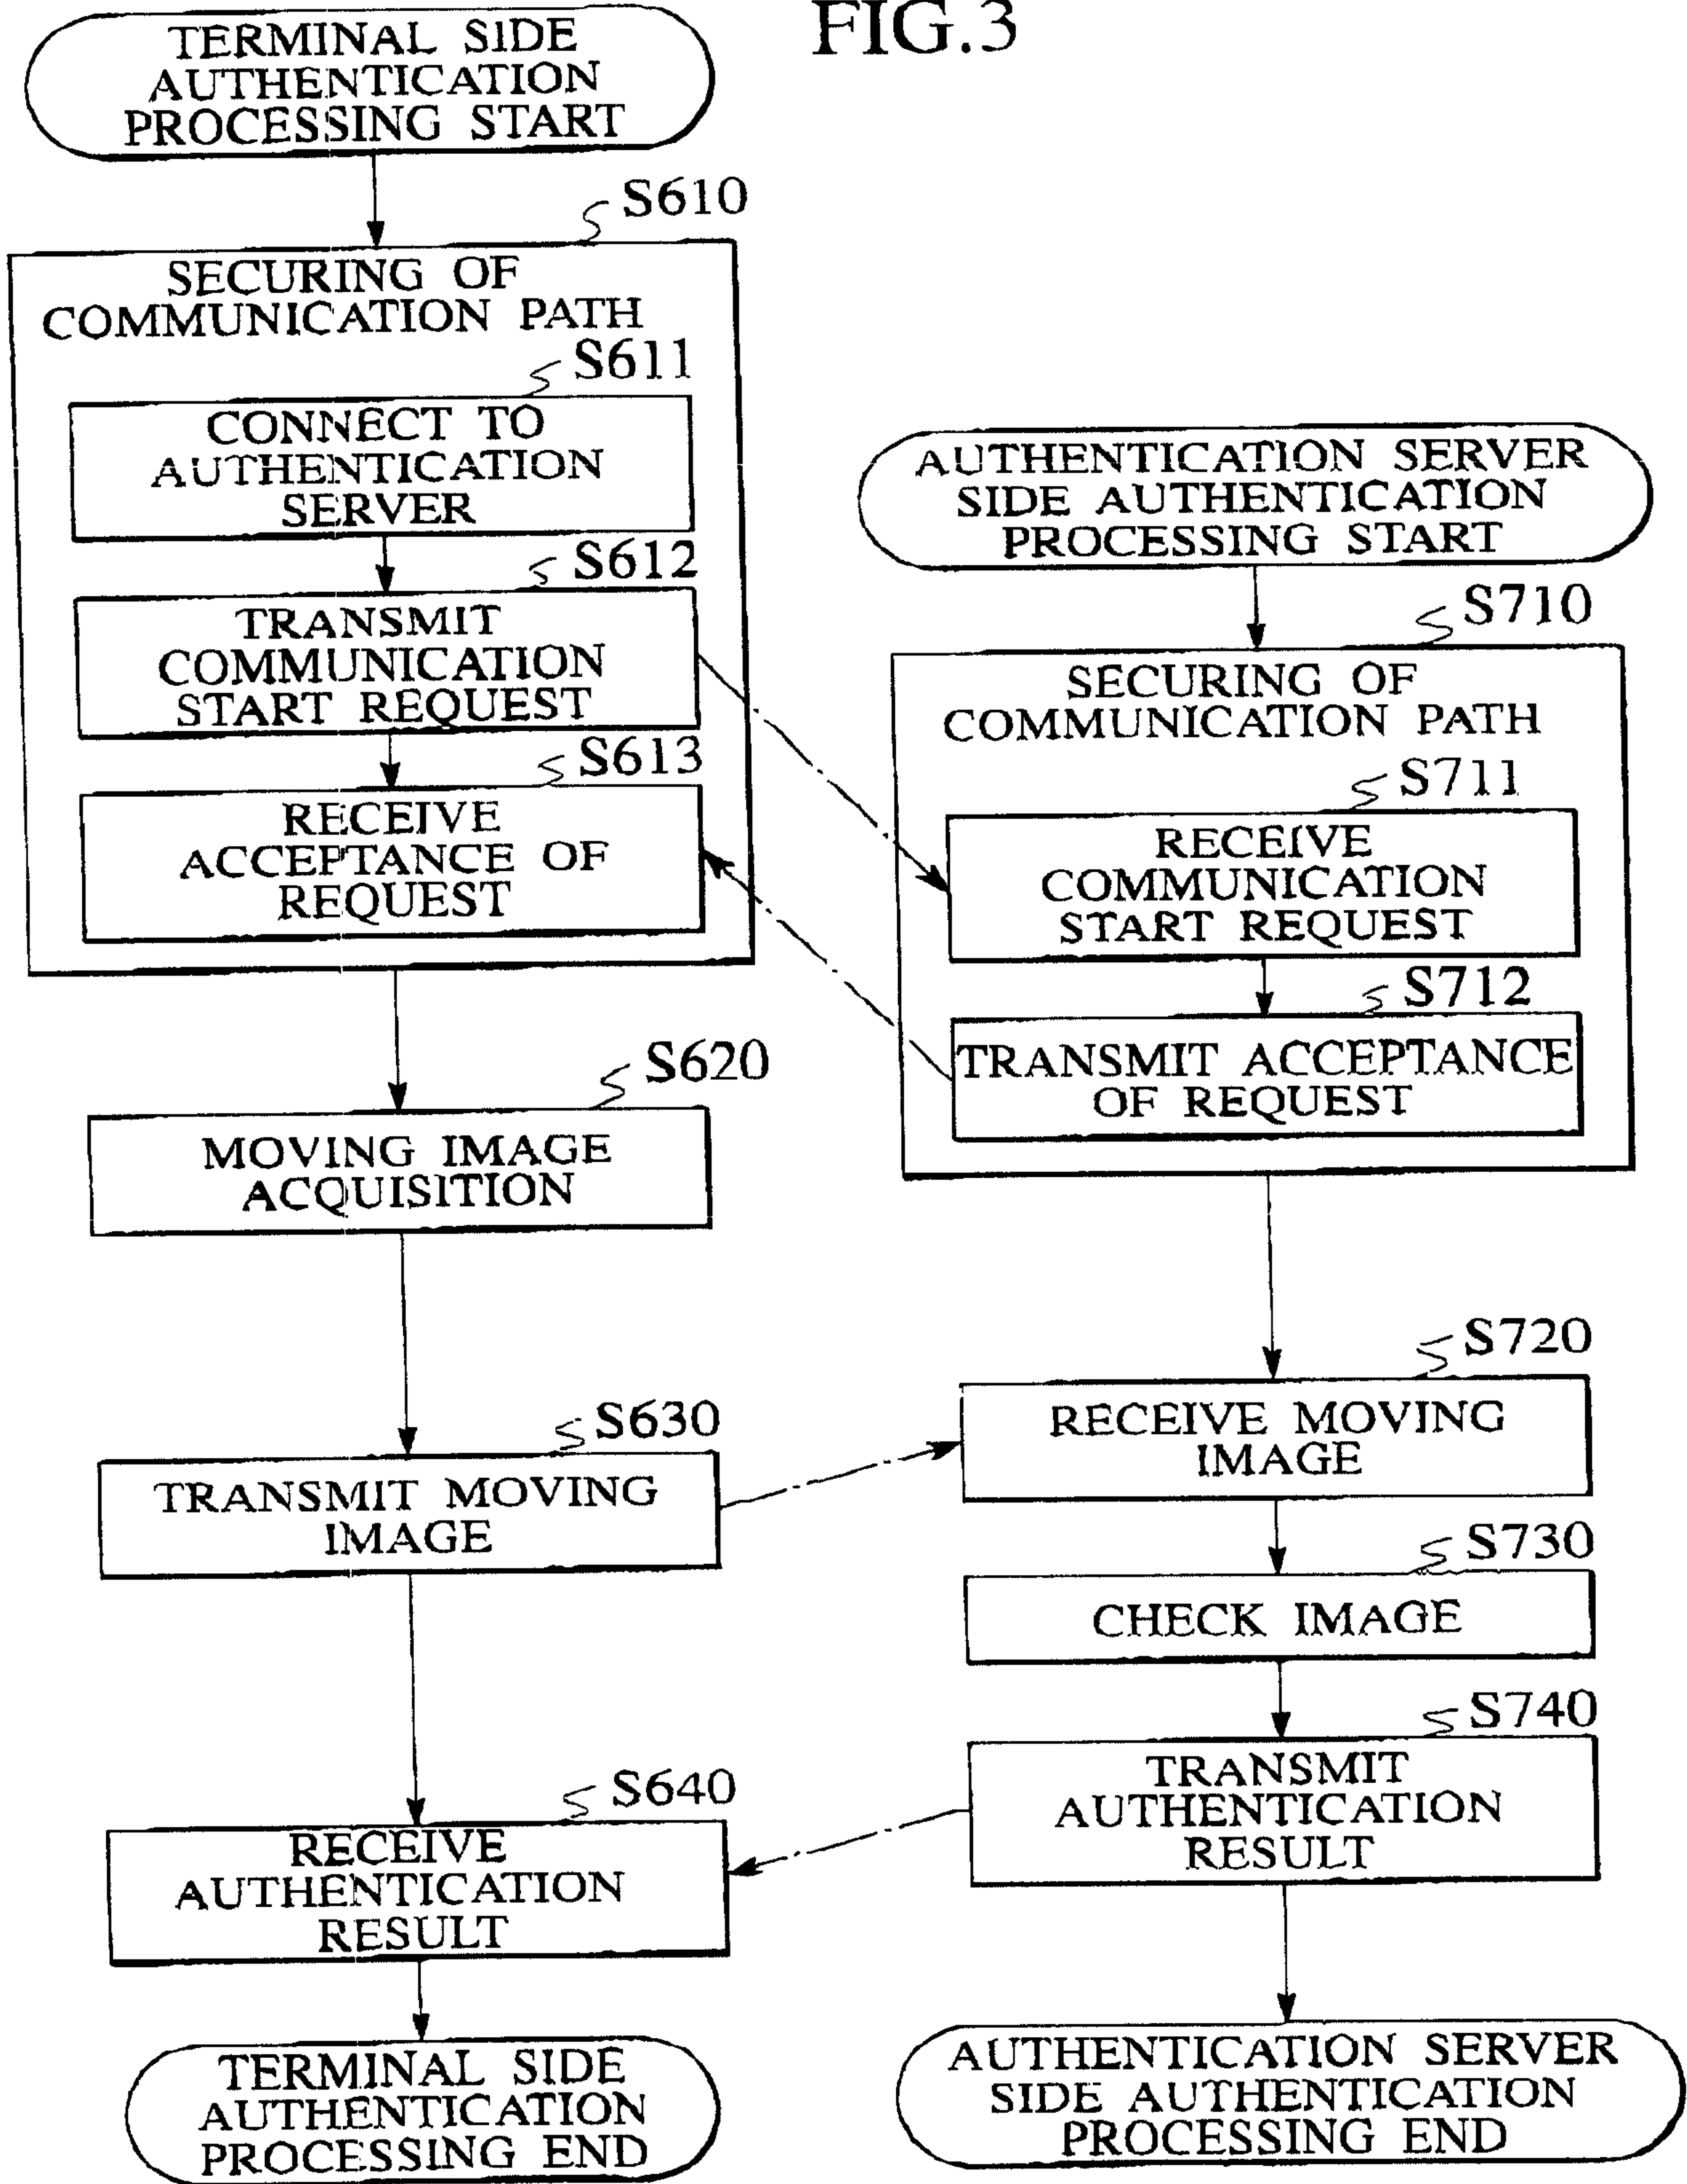 FIG.3
TERMINAL SIDE
AUTHENTICATION
PROCESSING START
S610
SECURING OF
COMMUNICATION PATH
S611
CONNECT TO
AUTHENTICATION
SERVER
S612
TRANSMIT
COMMUNICATION
START REQUEST
S613
RECEIVE
ACCEPTANCE OF
REQUEST
S620
MOVING IMAGE
ACQUISITION
S630
TRANSMIT MOVING
IMAGE
S640
RECEIVE
AUTHENTICATION
RESULT
TERMINAL SIDE
AUTHENTICATION
PROCESSING END
AUTHENTICATION SERVER
SIDE AUTHENTICATION
PROCESSING START
S710
SECURING OF
COMMUNICATION PATH
S711
RECEIVE
COMMUNICATION
START REQUEST
S712
TRANSMIT ACCEPTANCE
OF REQUEST
S720
RECEIVE MOVING
IMAGE
S730
CHECK IMAGE
S740
TRANSMIT
AUTHENTICATION
RESULT
AUTHENTICATION SERVER
SIDE AUTHENTICATION
PROCESSING END